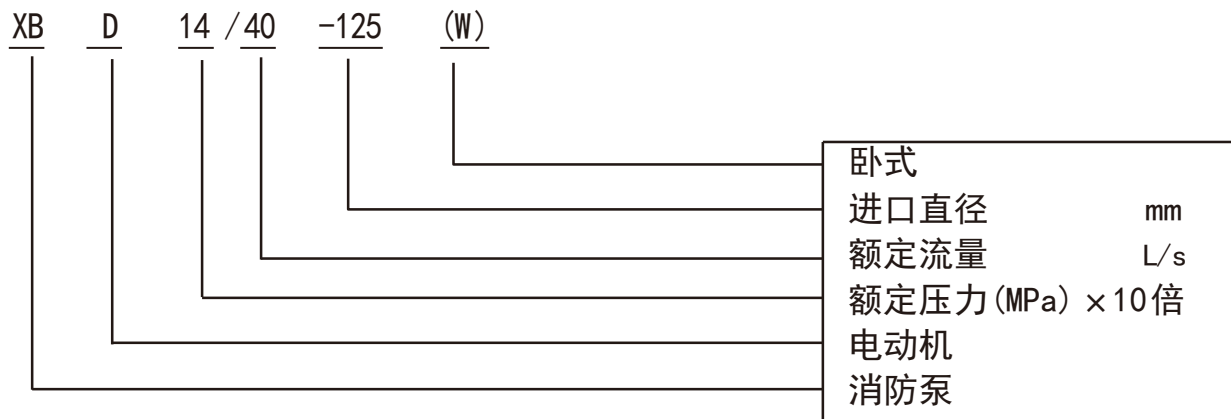 XB D 14 /40 -125 (W)
卧式
进口直径 mm
额定流量 L/s
额定压力(MPa) ×10倍
电动机
消防泵